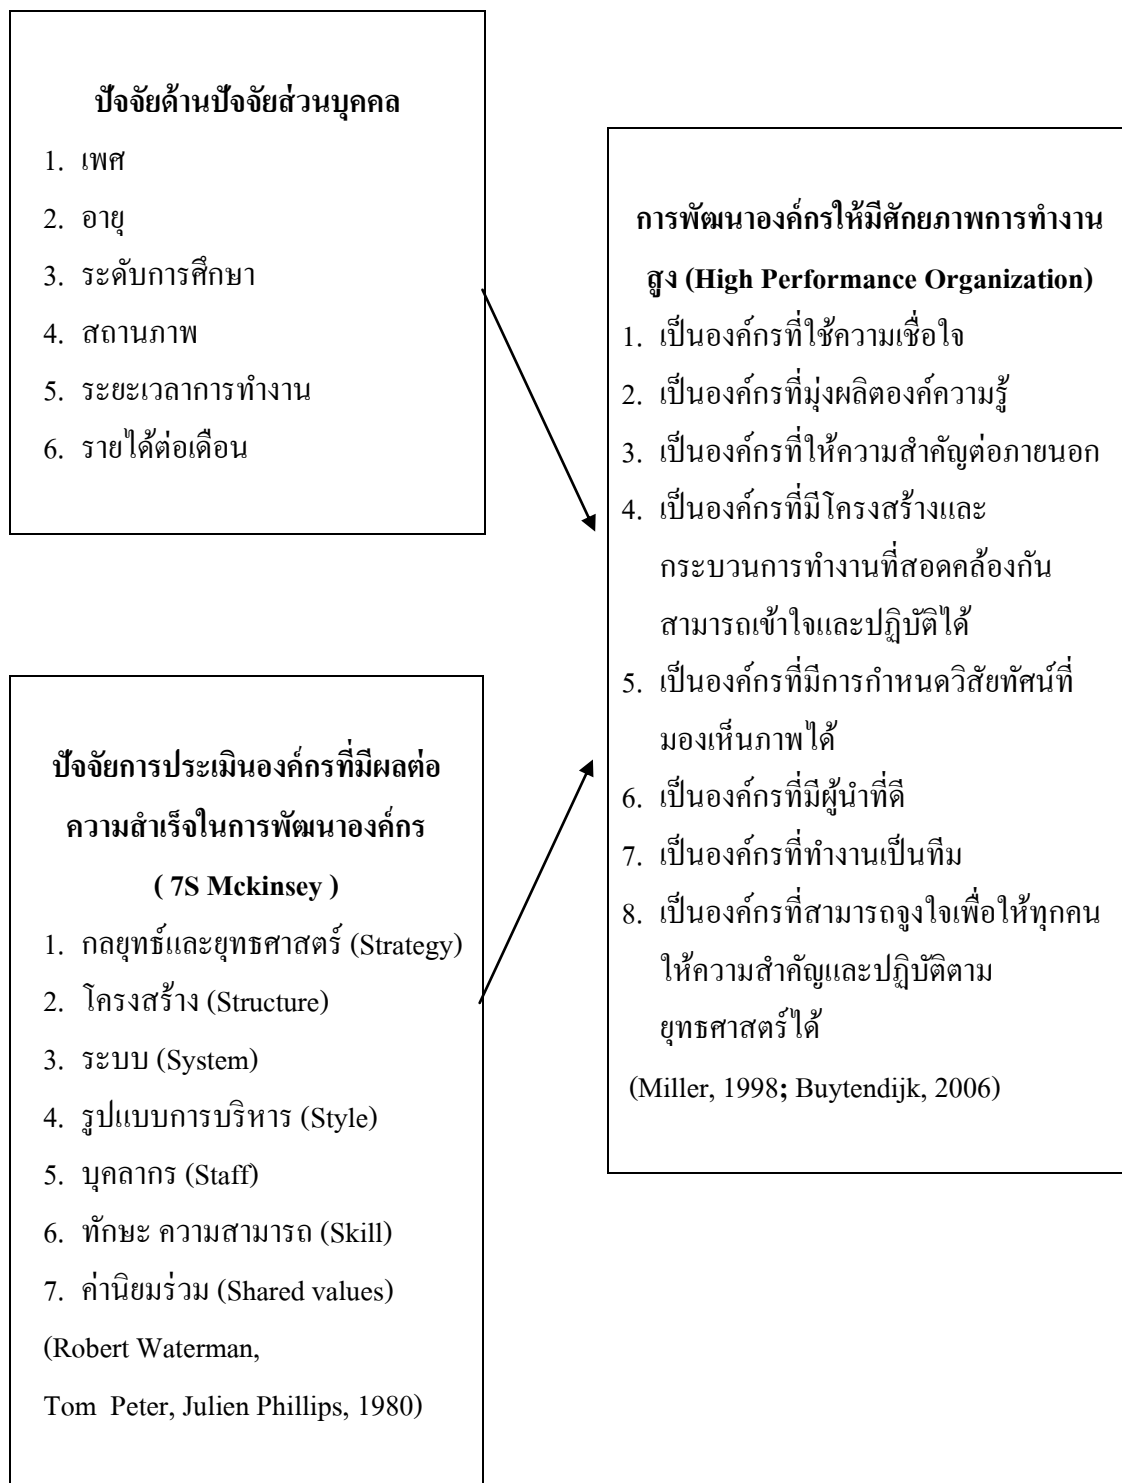 ปัจจัยด้านปัจจัยส่วนบุคคล
1. เพศ
2. อายุ
3. ระดับการศึกษา
4. สถานภาพ
5. ระยะเวลาการทำงาน
6. รายได้ต่อเดือน
ปัจจัยการประเมินองค์กรที่มีผลต่อ
ความสำเร็จในการพัฒนาองค์กร
( 7S Mckinsey )
1. กลยุทธ์และยุทธศาสตร์ (Strategy)
2. โครงสร้าง (Structure)
3. ระบบ (System)
4. รูปแบบการบริหาร (Style)
5. บุคลากร (Staff)
6. ทักษะ ความสามารถ (Skill)
7. ค่านิยมร่วม (Shared values)
(Robert Waterman,
Tom Peter, Julien Phillips, 1980)
การพัฒนาองค์กรให้มีศักยภาพการทำงาน
สูง (High Performance Organization)
1. เป็นองค์กรที่ใช้ความเชื่อใจ
2. เป็นองค์กรที่มุ่งผลิตองค์ความรู้
3. เป็นองค์กรที่ให้ความสำคัญต่อภายนอก
4. เป็นองค์กรที่มีโครงสร้างและ
กระบวนการทำงานที่สอดคล้องกัน
สามารถเข้าใจและปฏิบัติได้
5. เป็นองค์กรที่มีการกำหนดวิสัยทัศน์ที่
มองเห็นภาพได้
6. เป็นองค์กรที่มีผู้นำที่ดี
7. เป็นองค์กรที่ทำงานเป็นทีม
8. เป็นองค์กรที่สามารถจูงใจเพื่อให้ทุกคน
ให้ความสำคัญและปฏิบัติตาม
ยุทธศาสตร์ได้
(Miller, 1998; Buytendijk, 2006)